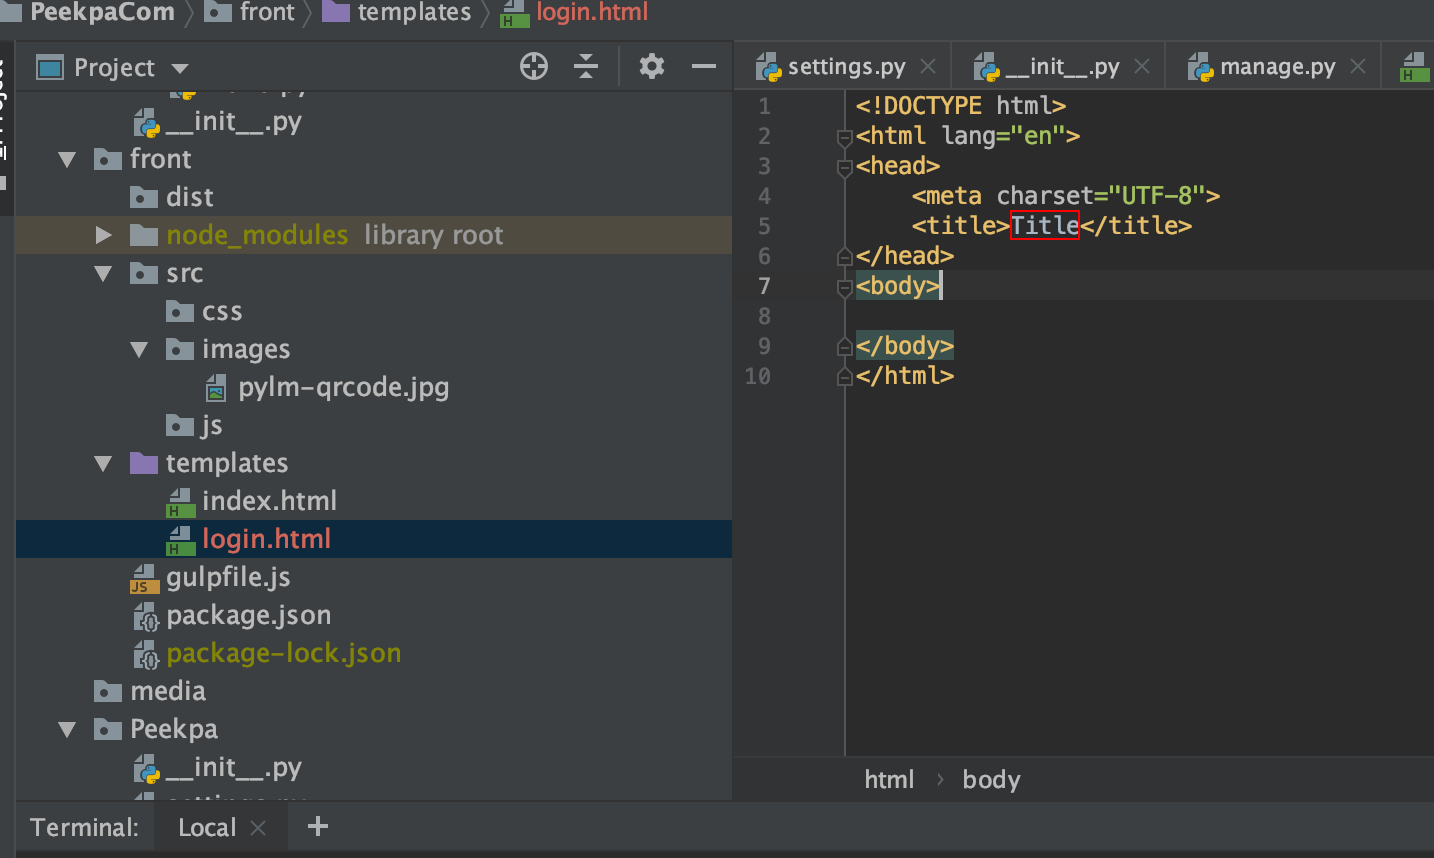 PeekpaCom front templates login.html
Project
__init__.py
front
dist
node_modules library root
src
css
images
pylm-qrcode.jpg
js
templates
index.html
login.html
gulpfile.js
package.json
package-lock.json
media
Peekpa
__init__.py
settings.py __init__.py manage.py
1 <!DOCTYPE html>
2 <html lang="en">
3 <head>
4 <meta charset="UTF-8">
5 <title>Title</title>
6 </head>
7 <body>
8
9 </body>
10 </html>
html › body
Terminal: Local +